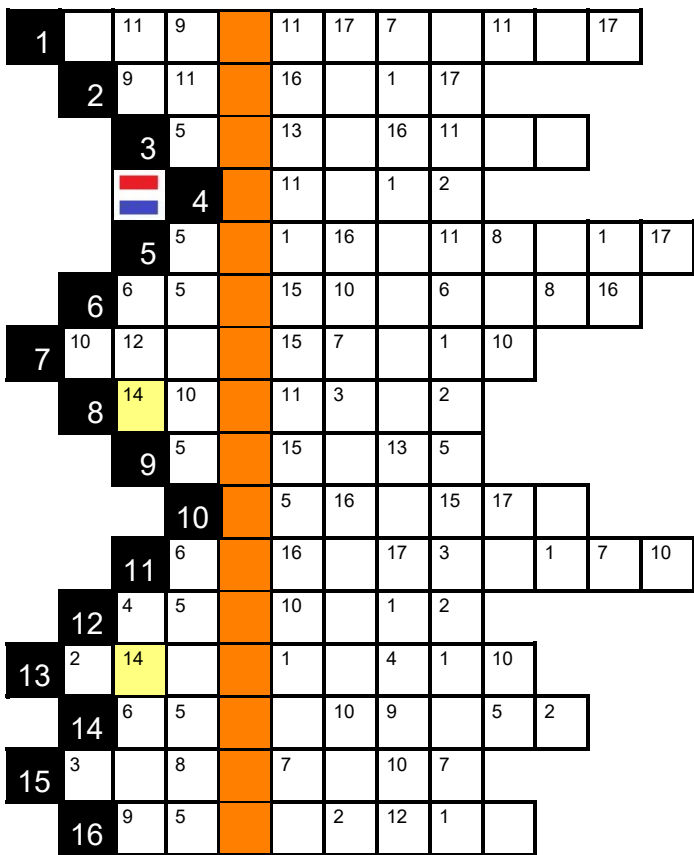 1 11 9 11 17 7 11 17
2 9 11 16 1 17
3 5 13 16 11
4 11 1 2
5 5 1 16 11 8 1 17
6 6 5 15 10 6 8 16
7 10 12 15 7 1 10
8 14 10 11 3 2
9 5 15 13 5
10 5 16 15 17
11 6 16 17 3 1 7 10
12 4 5 10 1 2
13 2 14 1 4 1 10
14 6 5 10 9 5 2
15 3 8 7 10 7
16 9 5 2 12 1